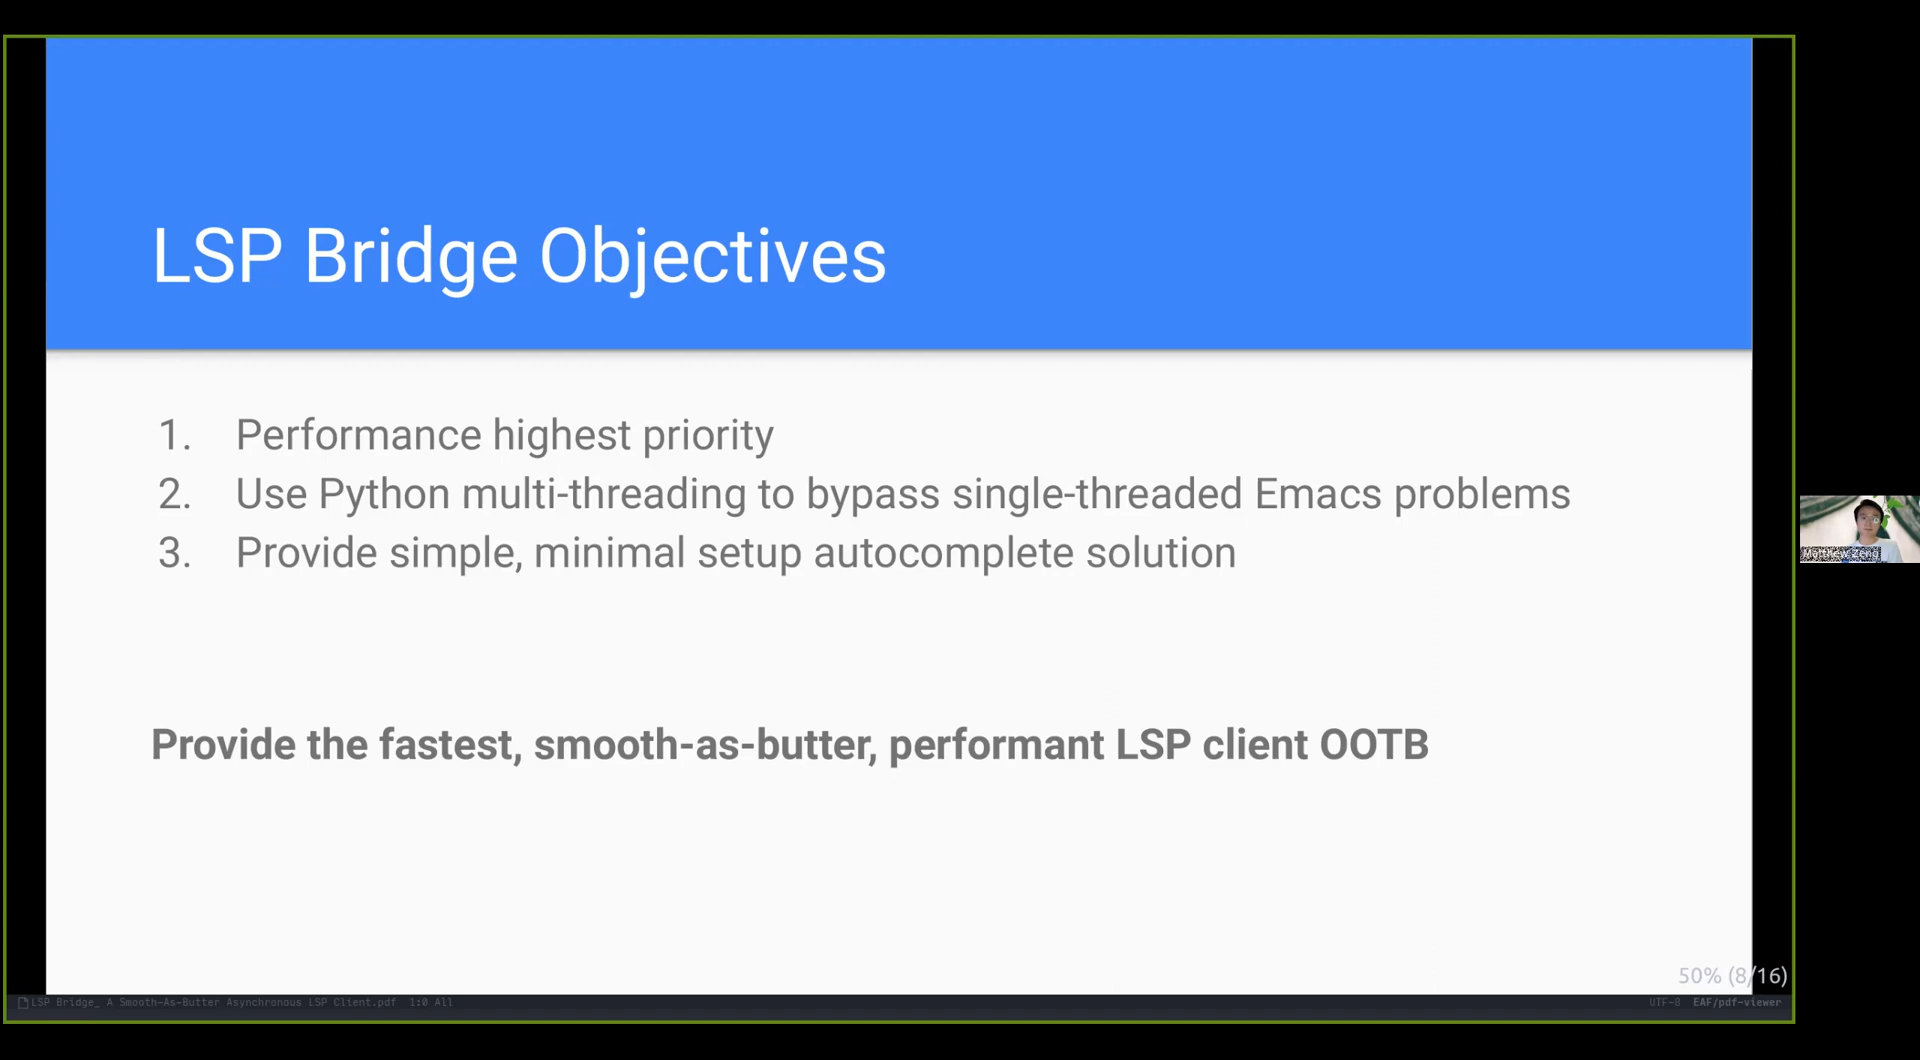 LSP Bridge Objectives
1. Performance highest priority
2. Use Python multi-threading to bypass single-threaded Emacs problems
3. Provide simple, minimal setup autocomplete solution
Provide the fastest, smooth-as-butter, performant LSP client OOTB
Matthew Zeng
50% (8/16)
LSP Bridge_ A Smooth-As-Butter Asynchronous LSP Client.pdf 1:0 All
UTF-8 EAF/pdf-viewer